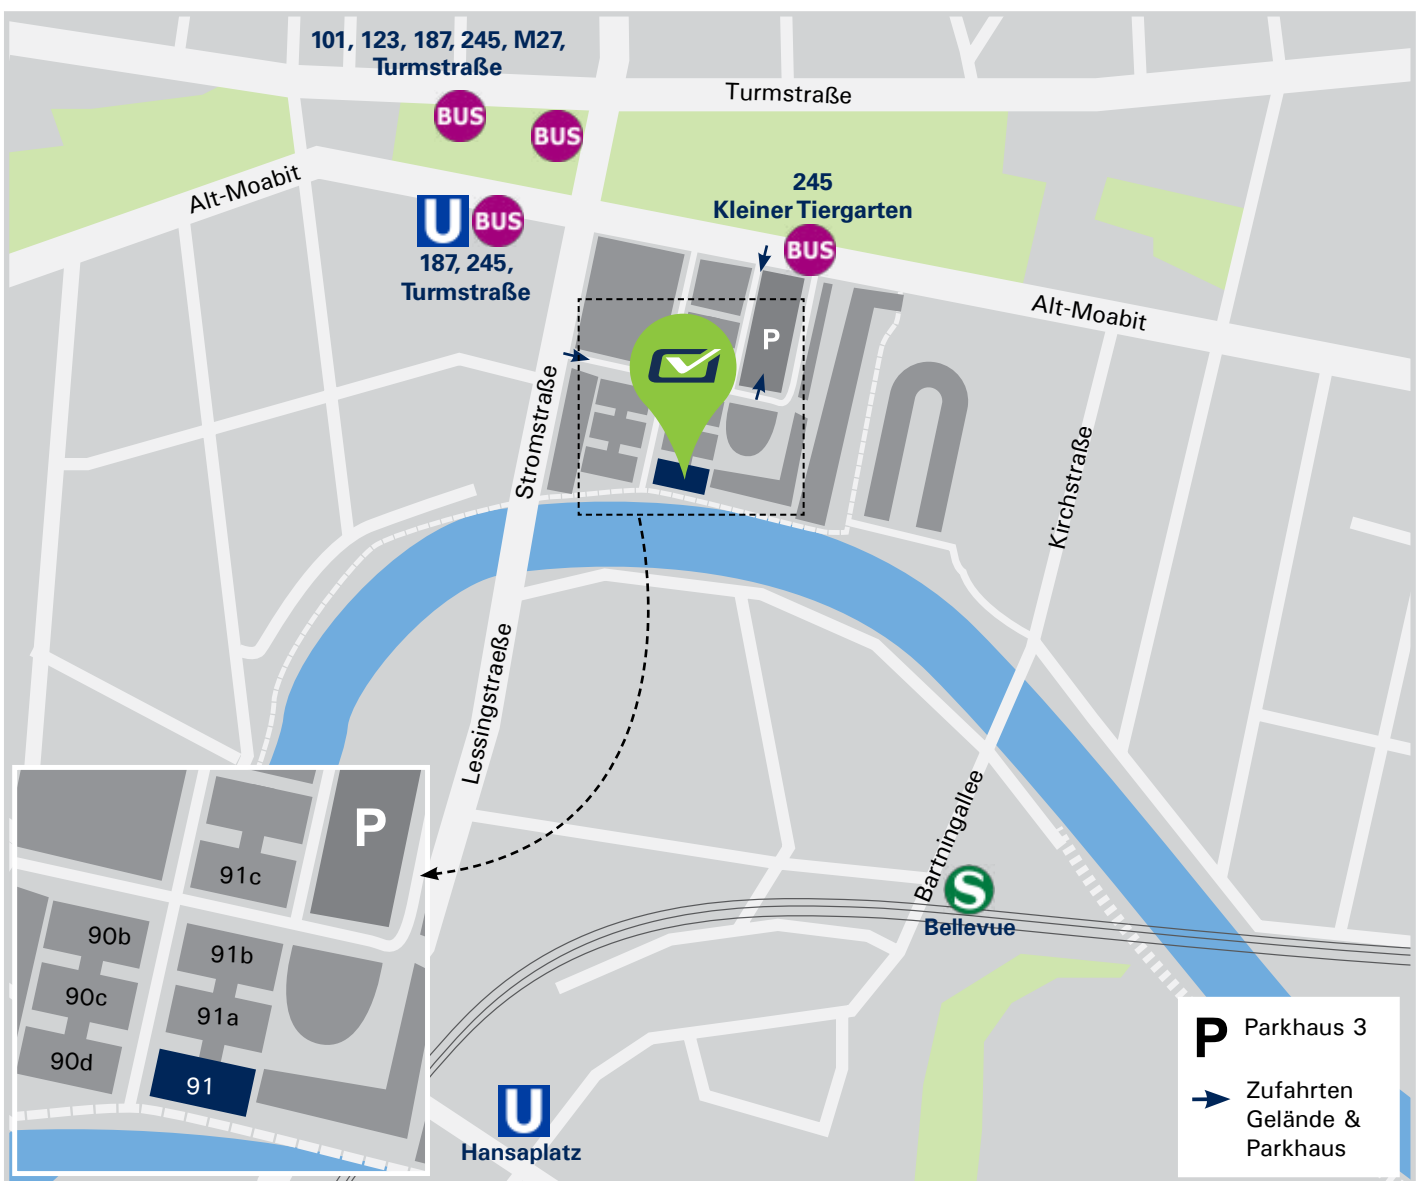 101, 123, 187, 245, M27,
Turmstraße
BUS
BUS
Turmstraße
Alt-Moabit
245
Kleiner Tiergarten
BUS
U
BUS
187, 245,
Turmstraße
Alt-Moabit
P
Stromstraße
Kirchstraße
Lessingstraeße
Bartningallee
S
Bellevue
P
91c
90b
91b
90c
91a
90d
91
U
Hansaplatz
P Parkhaus 3
Zufahrten
Gelände &
Parkhaus